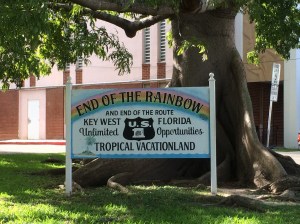 END OF THE RAINBOW
AND END OF THE ROUTE
KEY WEST FLORIDA
U.S.
Unlimited Opportunities
TROPICAL VACATIONLAND